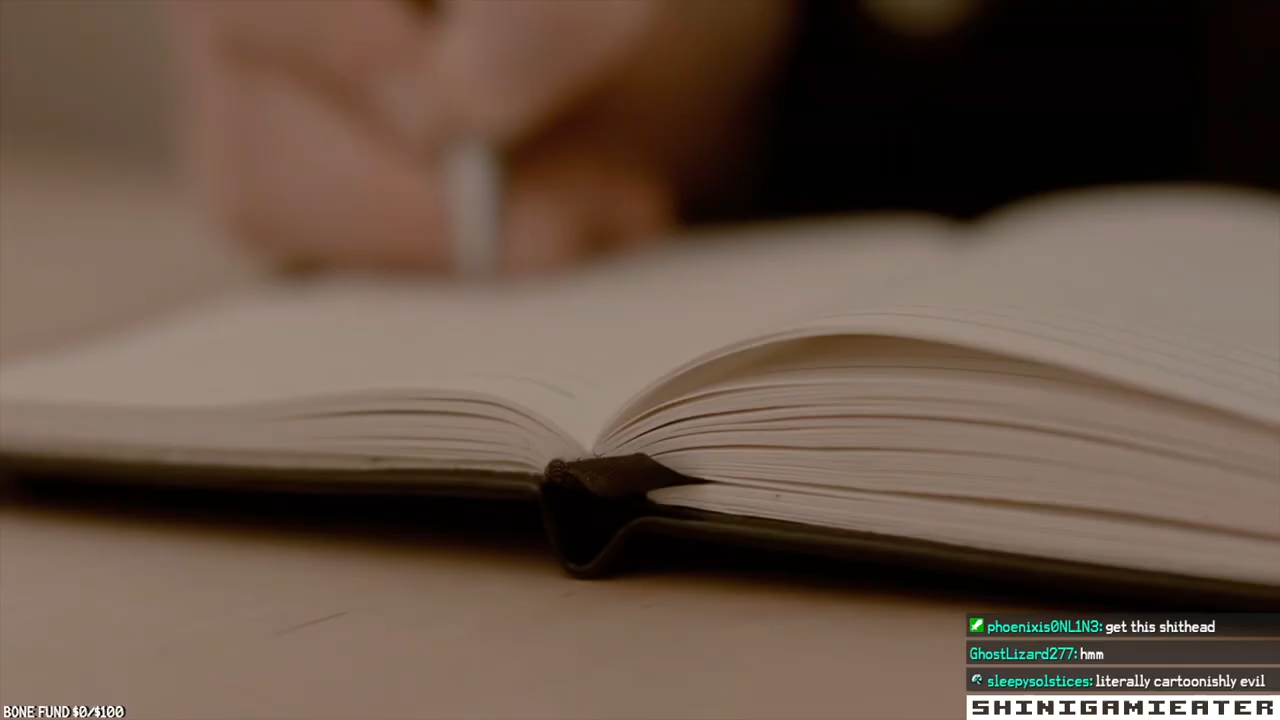 phoenixis0NL1N3: get this shithead
GhostLizard277: hmm
sleepysolstices: literally cartoonishly evil
SHINIGAMIEATER
BONE FUND $0/$100